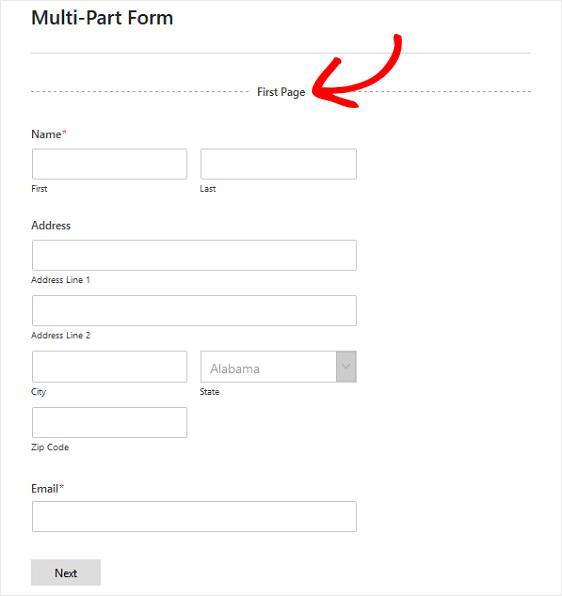 Multi-Part Form
First Page
Name*
First Last
Address
Address Line 1
Address Line 2
Alabama
City State
Zip Code
Email*
Next